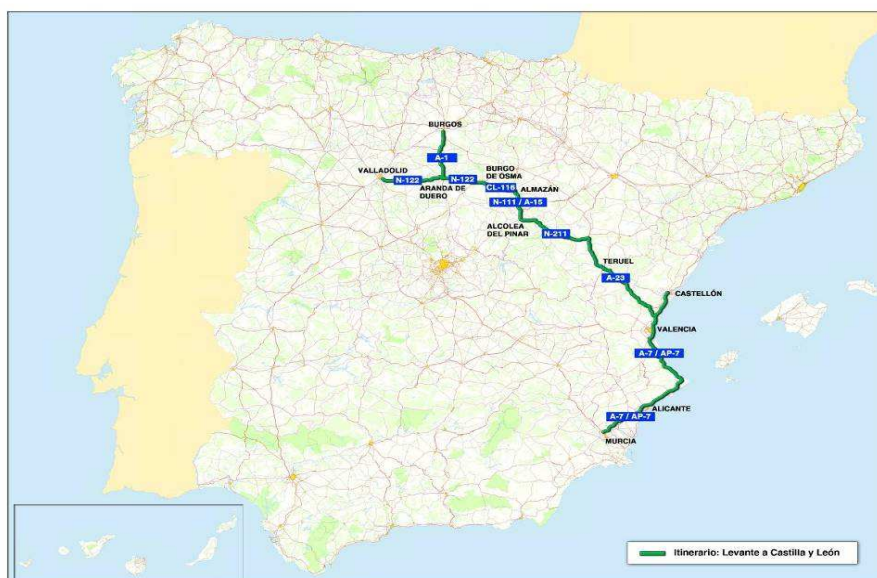 BURGOS
A-1
VALLADOLID
N-122
N-122
ARANDA DE
DUERO
BURGO
DE OSMA
CL-116
ALMAZÁN
N-111 / A-15
ALCOLEA
DEL PINAR
N-211
TERUEL
A-23
CASTELLÓN
VALENCIA
A-7 / AP-7
ALICANTE
A-7 / AP-7
MURCIA
Itinerario: Levante a Castilla y León